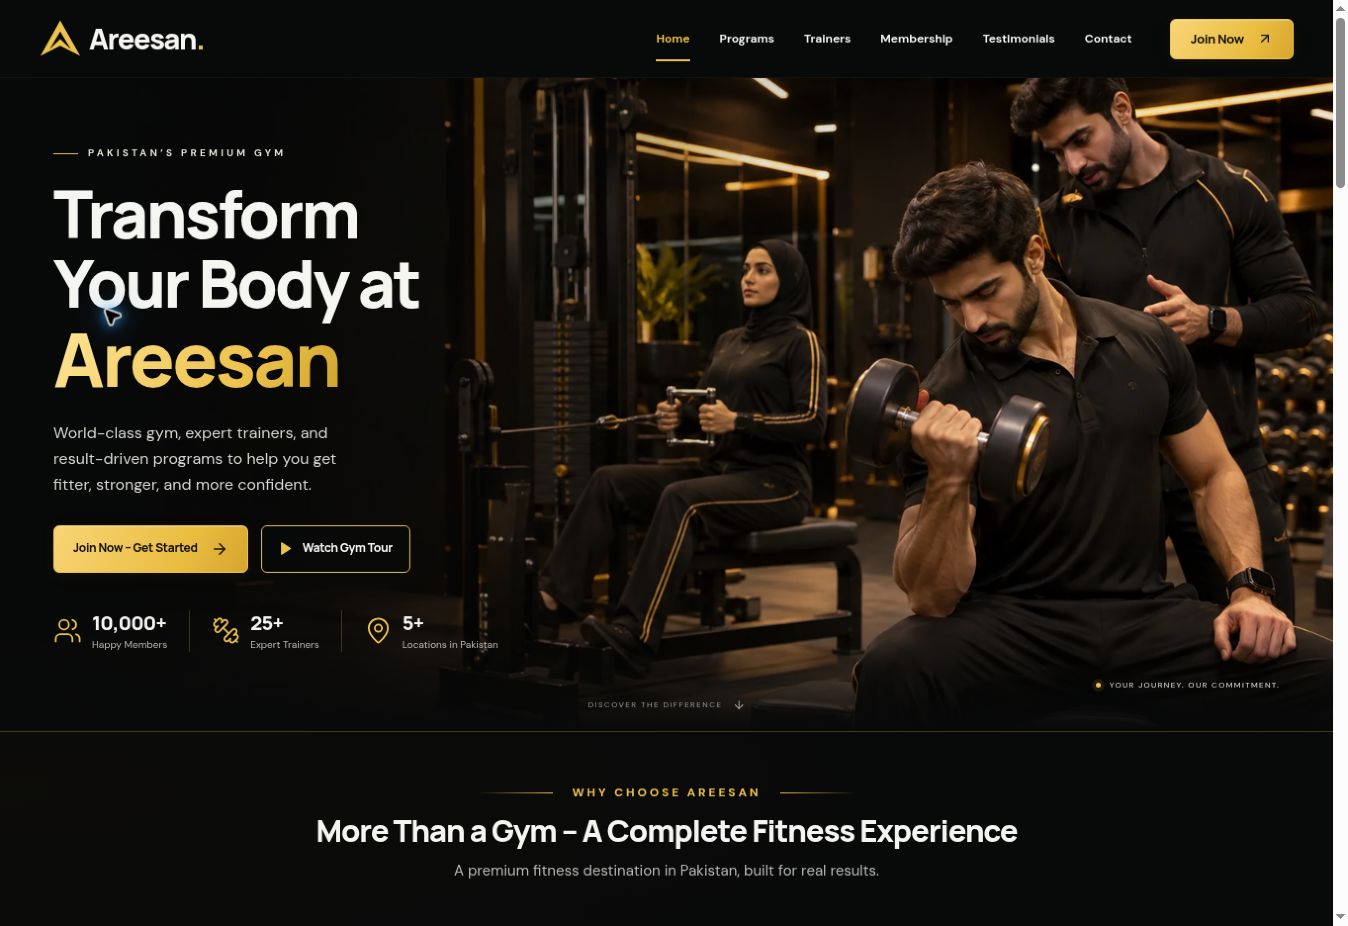 Areesan.
Home Programs Trainers Membership Testimonials Contact Join Now
PAKISTAN'S PREMIUM GYM
Transform
Your Body at
Areesan
World-class gym, expert trainers, and
result-driven programs to help you get
fitter, stronger, and more confident.
Join Now – Get Started Watch Gym Tour
10,000+ 25+ 5+
Happy Members Expert Trainers Locations in Pakistan
YOUR JOURNEY. OUR COMMITMENT.
DISCOVER THE DIFFERENCE
WHY CHOOSE AREESAN
More Than a Gym – A Complete Fitness Experience
A premium fitness destination in Pakistan, built for real results.